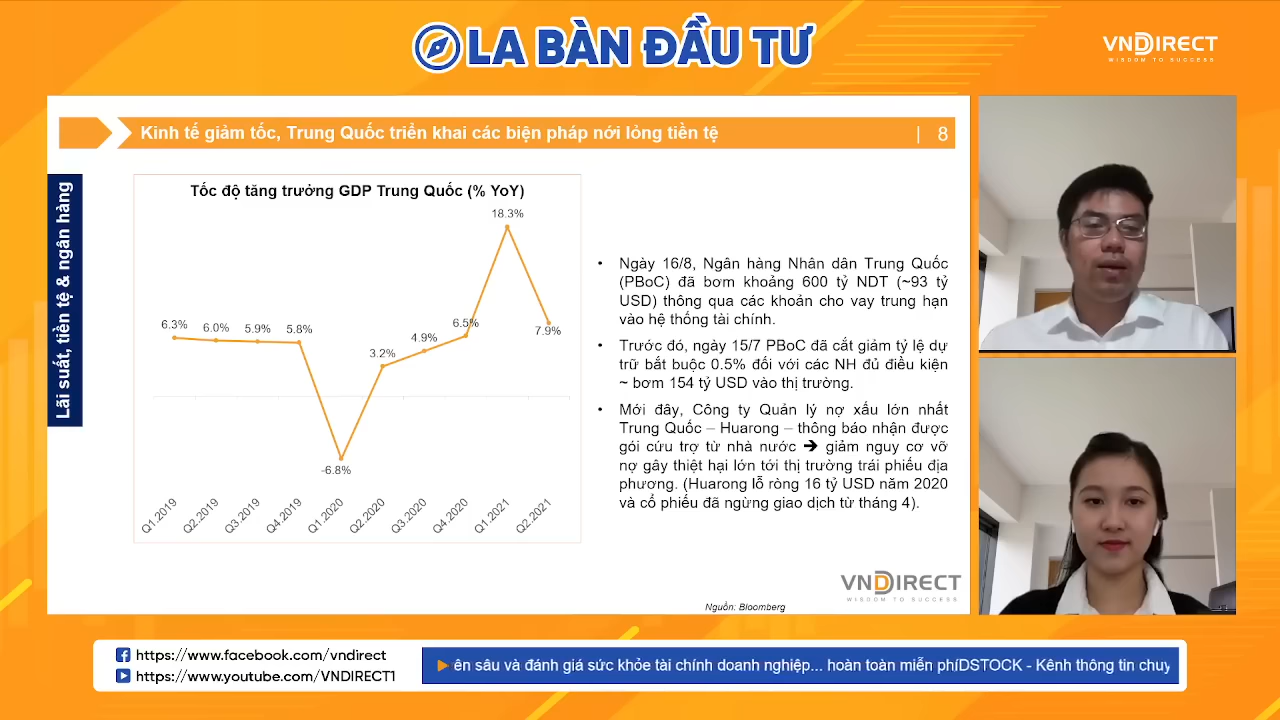 LA BÀN ĐẦU TƯ
VNDIRECT
WISDOM TO SUCCESS
Kinh tế giảm tốc, Trung Quốc triển khai các biện pháp nới lỏng tiền tệ
| 8
Lãi suất, tiền tệ & ngân hàng
Tốc độ tăng trưởng GDP Trung Quốc (% YoY)
6.3%
6.0%
5.9%
5.8%
-6.8%
3.2%
4.9%
6.5%
18.3%
7.9%
Q1.2019
Q2.2019
Q3.2019
Q4.2019
Q1.2020
Q2.2020
Q3.2020
Q4.2020
Q1.2021
Q2.2021
• Ngày 16/8, Ngân hàng Nhân dân Trung Quốc
(PBoC) đã bơm khoảng 600 tỷ NDT (~93 tỷ
USD) thông qua các khoản cho vay trung hạn
vào hệ thống tài chính.
• Trước đó, ngày 15/7 PBoC đã cắt giảm tỷ lệ dự
trữ bắt buộc 0.5% đối với các NH đủ điều kiện
~ bơm 154 tỷ USD vào thị trường.
• Mới đây, Công ty Quản lý nợ xấu lớn nhất
Trung Quốc – Huarong – thông báo nhận được
gói cứu trợ từ nhà nước ➔ giảm nguy cơ vỡ
nợ gây thiệt hại lớn tới thị trường trái phiếu địa
phương. (Huarong lỗ ròng 16 tỷ USD năm 2020
và cổ phiếu đã ngừng giao dịch từ tháng 4).
VNDIRECT
WISDOM TO SUCCESS
Nguồn: Bloomberg
https://www.facebook.com/vndirect
https://www.youtube.com/VNDIRECT1
ên sâu và đánh giá sức khỏe tài chính doanh nghiệp... hoàn toàn miễn phíDSTOCK - Kênh thông tin chuy